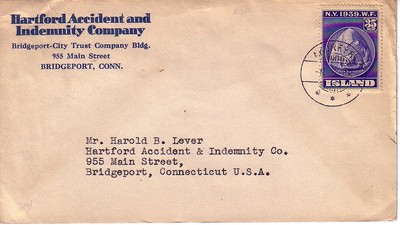 Hartford Accident and
Indemnity Company
Bridgeport-City Trust Company Bldg.
955 Main Street
BRIDGEPORT, CONN.
N.Y. 1939. W.F.
35
ISLAND
Mr. Harold B. Lever
Hartford Accident & Indemnity Co.
955 Main Street,
Bridgeport, Connecticut U.S.A.